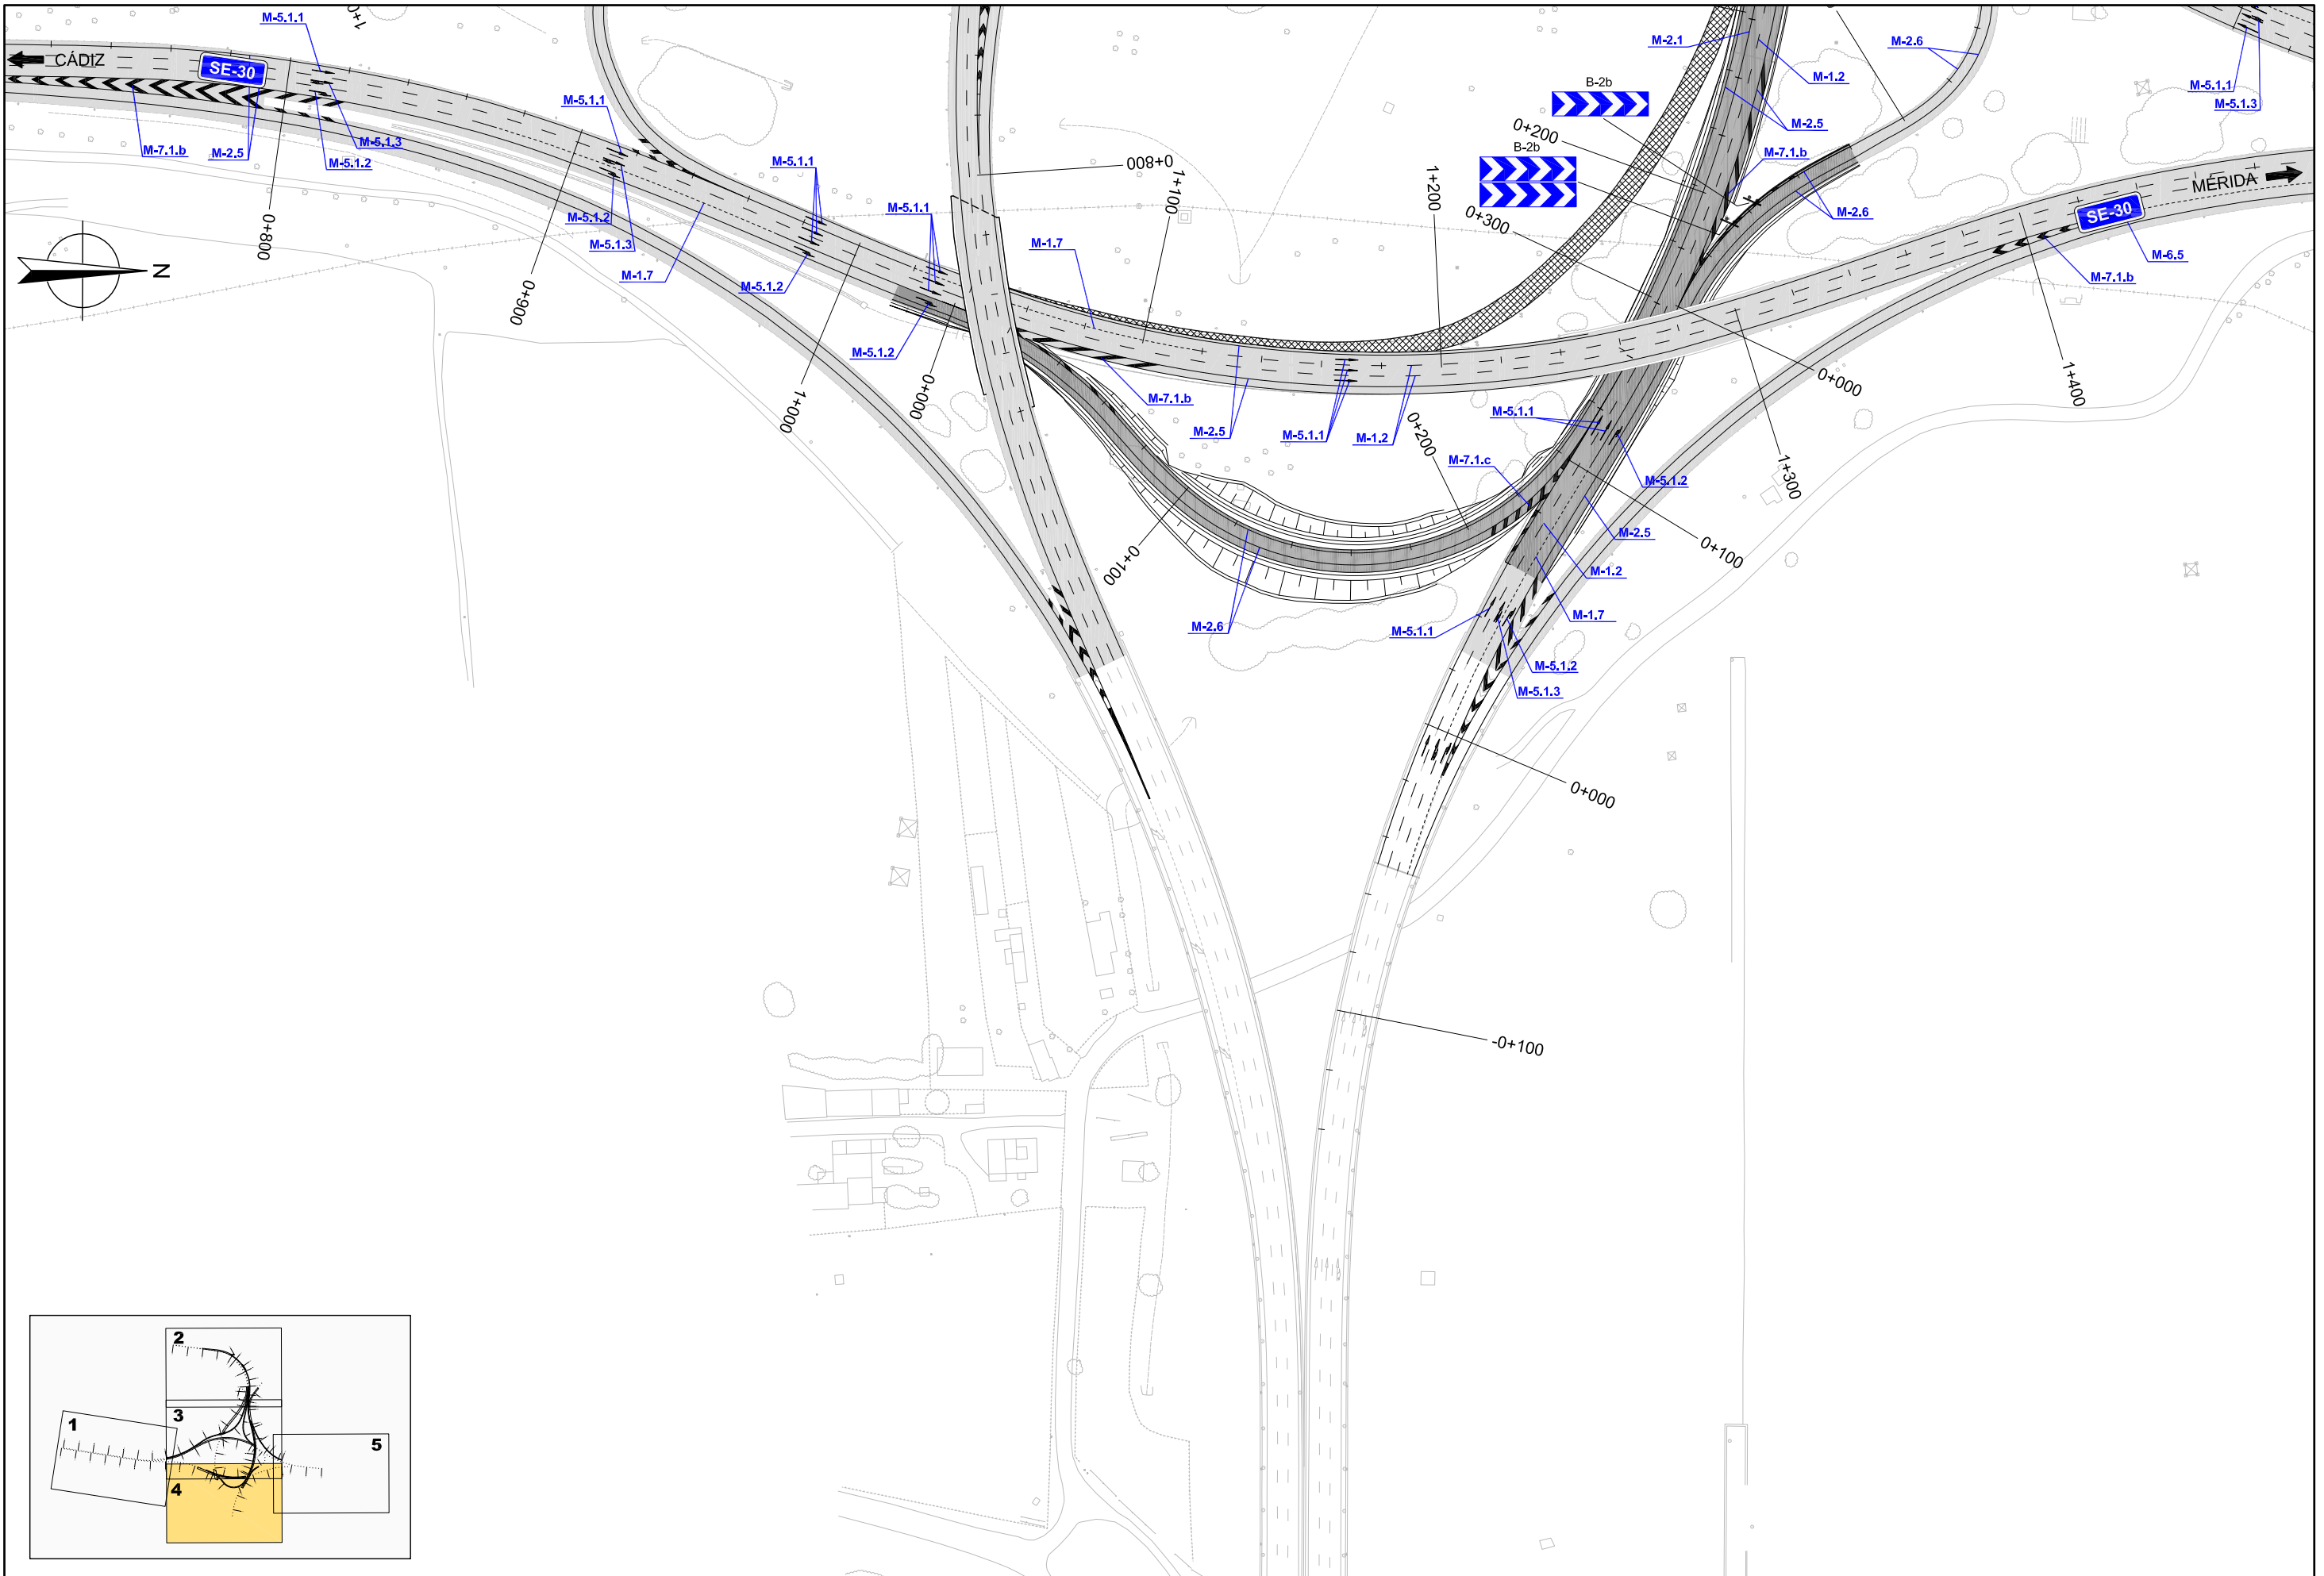 M-5.1.1
1+0
CÁDIZ
SE-30
M-7.1.b
M-2.5
M-5.1.3
M-5.1.2
0+800
N
M-5.1.1
M-5.1.2
M-5.1.3
M-1.7
0+900
M-5.1.1
M-5.1.2
1+000
M-5.1.1
M-5.1.2
0+000
0+800
1+100
M-1.7
M-7.1.b
M-2.5
M-5.1.1
M-1.2
1+200
0+200
M-2.1
M-1.2
M-2.6
B-2b
0+200
B-2b
0+300
M-2.5
M-7.1.b
M-2.6
M-5.1.1
M-5.1.3
MÉRIDA
SE-30
M-6.5
M-7.1.b
0+000
1+400
M-5.1.1
M-7.1.c
M-5.1.2
1+300
M-2.5
0+100
M-1.2
M-1.7
0+100
M-2.6
M-5.1.1
M-5.1.2
M-5.1.3
0+000
-0+100
2
3
1
5
4